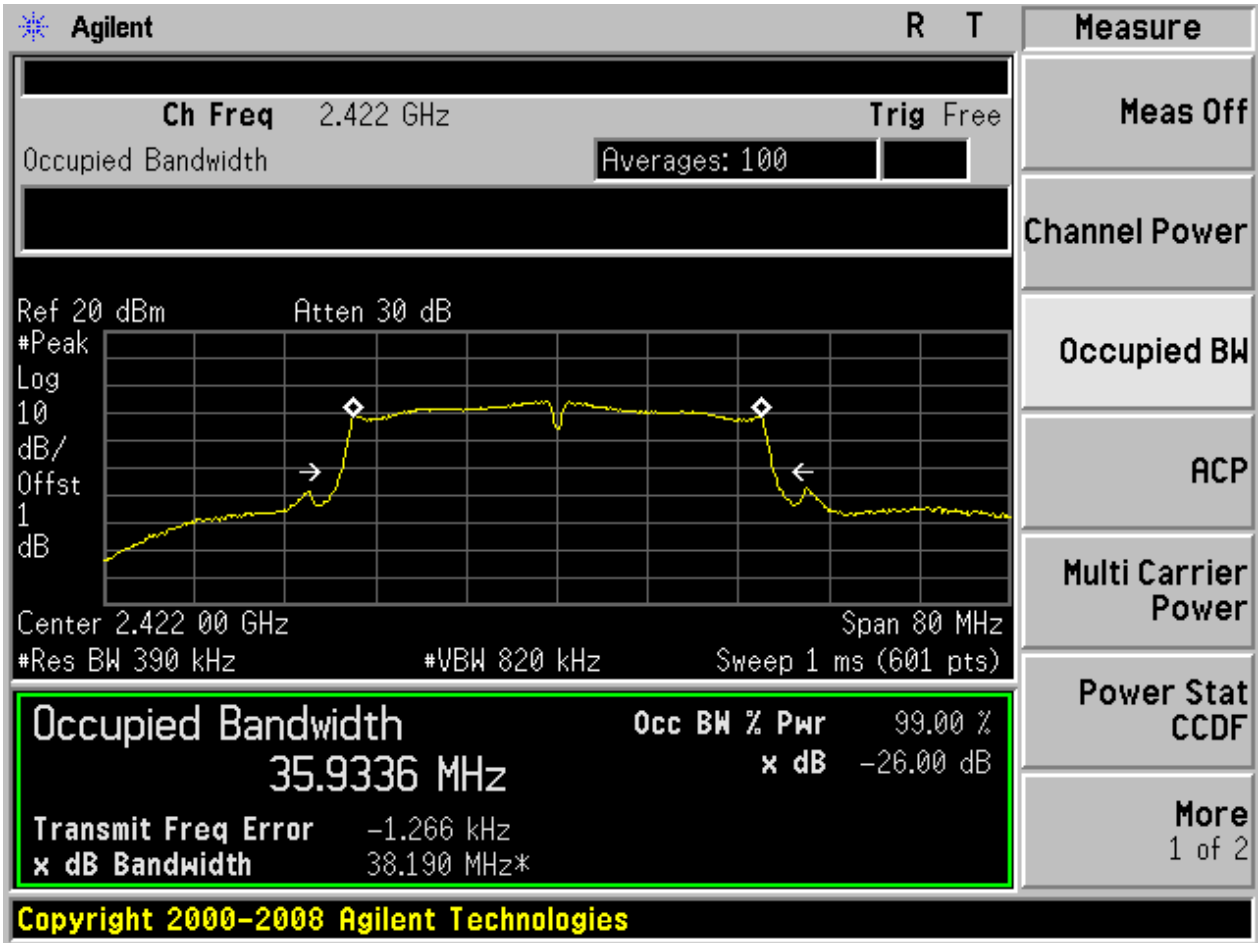 Agilent R T
Measure
Ch Freq 2.422 GHz Trig Free
Occupied Bandwidth Averages: 100
Ref 20 dBm Atten 30 dB
#Peak
Log
10
dB/
Offst
1
dB
Center 2.422 00 GHz Span 80 MHz
#Res BW 390 kHz #VBW 820 kHz Sweep 1 ms (601 pts)
Occupied Bandwidth
35.9336 MHz
Occ BW % Pwr 99.00 %
x dB -26.00 dB
Transmit Freq Error -1.266 kHz
x dB Bandwidth 38.190 MHz*
Meas Off
Channel Power
Occupied BW
ACP
Multi Carrier
Power
Power Stat
CCDF
More
1 of 2
Copyright 2000-2008 Agilent Technologies